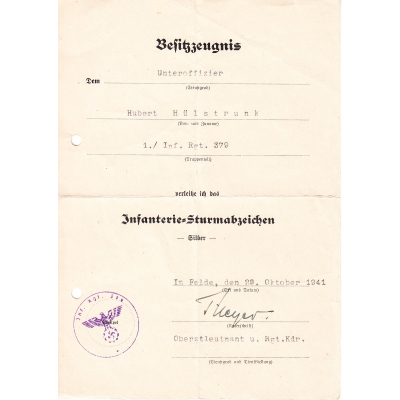 Besitzzeugnis
Dem Unteroffizier
(Dienstgrad)
Hubert Hülstrunk
(Vor- und Zuname)
1./ Inf. Rgt. 379
(Truppenteil)
verleihe ich das
Infanterie=Sturmabzeichen
— Silber —
Im Felde, den 29. Oktober 1941
(Ort und Datum)
(Unterschrift)
Oberstleutnant u. Rgt.Kdr.
(Dienstgrad und Dienststellung)